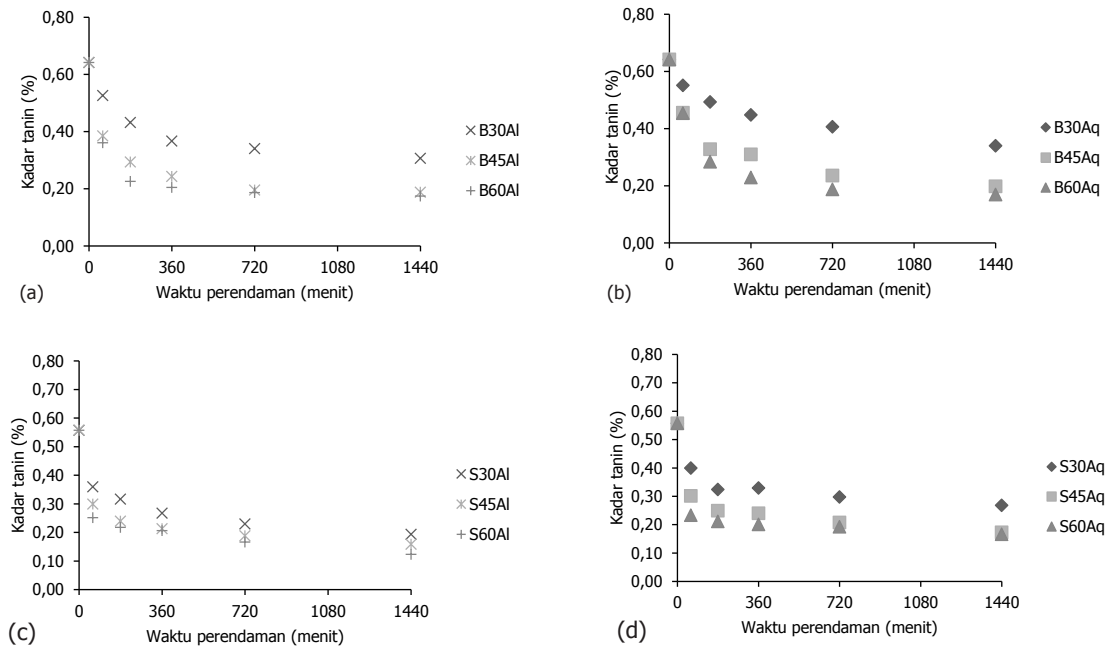 0,80
0,60
0,40
0,20
0,00
Kadar tanin (%)
0 360 720 1080 1440
Waktu perendaman (menit)
B30Al
B45Al
B60Al
(a)
0,80
0,60
0,40
0,20
0,00
Kadar tanin (%)
0 360 720 1080 1440
Waktu perendaman (menit)
B30Aq
B45Aq
B60Aq
(b)
0,80
0,70
0,60
0,50
0,40
0,30
0,20
0,10
0,00
Kadar tanin (%)
0 360 720 1080 1440
Waktu perendaman (menit)
S30Al
S45Al
S60Al
(c)
0,80
0,70
0,60
0,50
0,40
0,30
0,20
0,10
0,00
Kadar tanin (%)
0 360 720 1080 1440
Waktu perendaman (menit)
S30Aq
S45Aq
S60Aq
(d)